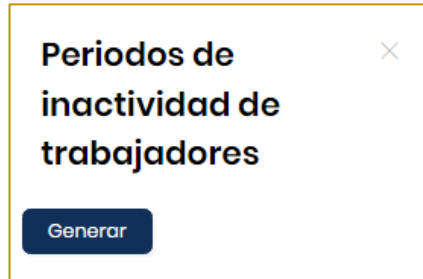 Periodos de
inactividad de
trabajadores
Generar